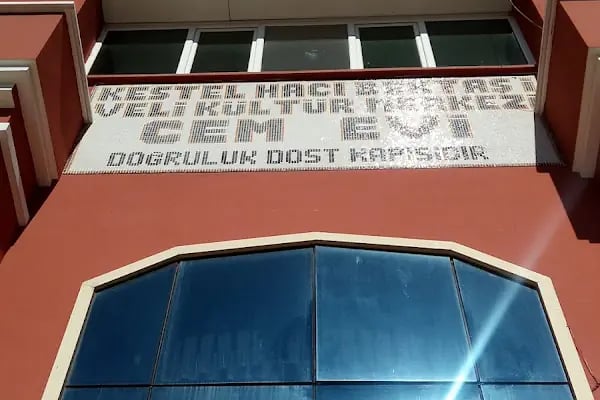 KESTEL HACI BEKTAŞ
VELİ KÜLTÜR MERKEZİ
CEM EVİ
DOĞRULUK DOST KAPISIDIR